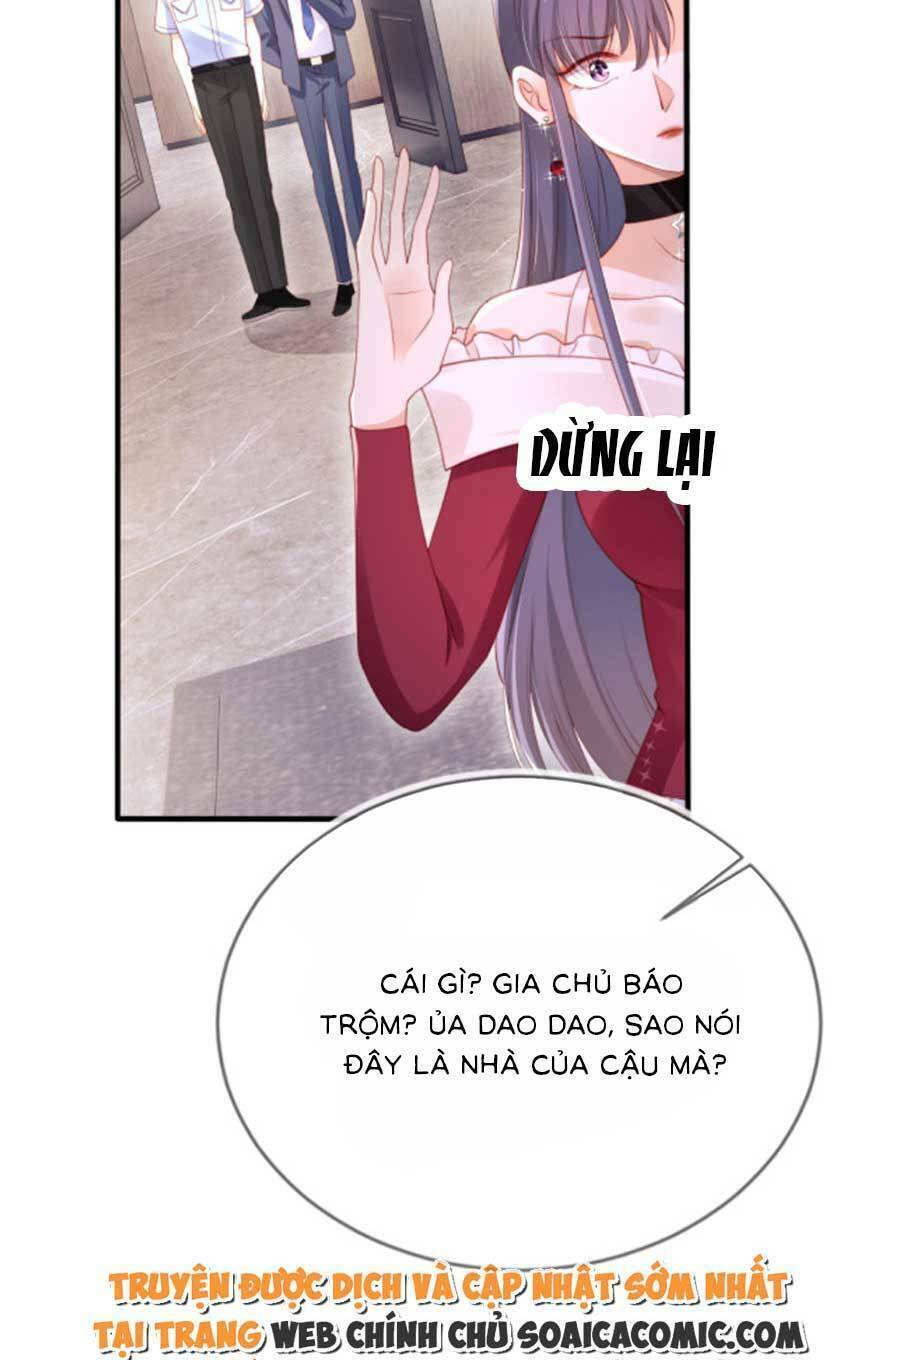 DỪNG LẠI
CÁI GÌ? GIA CHỦ BÁO
TRỘM? ỦA DAO DAO, SAO NÓI
ĐÂY LÀ NHÀ CỦA CẬU MÀ?
TRUYỆN ĐƯỢC DỊCH VÀ CẬP NHẬT SỚM NHẤT
TẠI TRANG WEB CHÍNH CHỦ SOAICACOMIC.COM